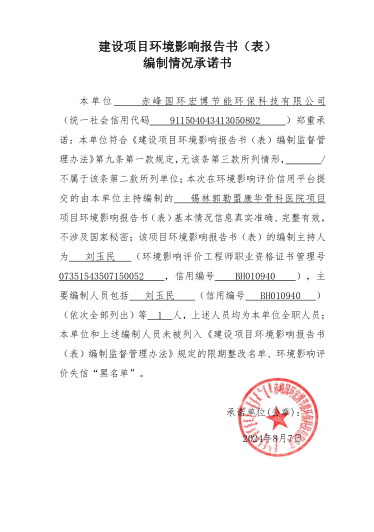 建设项目环境影响报告书（表）
编制情况承诺书
本单位 赤峰国环宏博节能环保科技有限公司
（统一社会信用代码 911504043413050802 ）郑重承
诺：本单位符合《建设项目环境影响报告书（表）编制监督管
理办法》第九条第一款规定，无该条第三款所列情形， /
不属于该条第二款所列单位；本次在环境影响评价信用平台提
交的由本单位主持编制的 锡林郭勒盟康华骨科医院项目
项目环境影响报告书（表）基本情况信息真实准确、完整有效，
不涉及国家秘密；该项目环境影响报告书（表）的编制主持人
为 刘玉民 （环境影响评价工程师职业资格证书管理号
07351543507150052 ，信用编号 BH010940 ），主
要编制人员包括 刘玉民 （信用编号 BH010940 ）
（依次全部列出）等 1 人，上述人员均为本单位全职人员；
本单位和上述编制人员未被列入《建设项目环境影响报告书
（表）编制监督管理办法》规定的限期整改名单、环境影响评
价失信“黑名单”。
承诺单位(公章)：
2024年8月7日